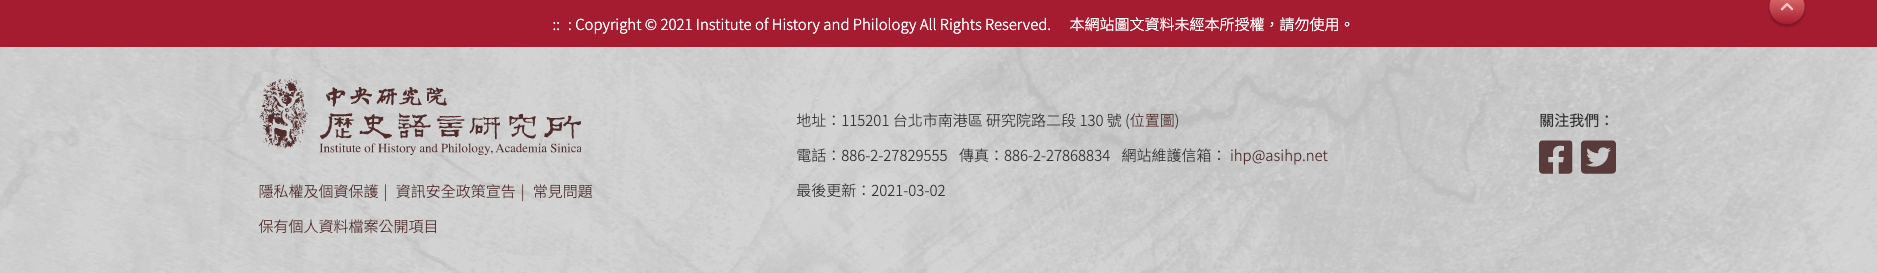 :: : Copyright © 2021 Institute of History and Philology All Rights Reserved. 本網站圖文資料未經本所授權，請勿使用。
中央研究院
歷史語言研究所
Institute of History and Philology, Academia Sinica
隱私權及個資保護 | 資訊安全政策宣告 | 常見問題
保有個人資料檔案公開項目
地址：115201 台北市南港區 研究院路二段 130 號 (位置圖)
電話：886-2-27829555 傳真：886-2-27868834 網站維護信箱： ihp@asihp.net
最後更新：2021-03-02
關注我們：